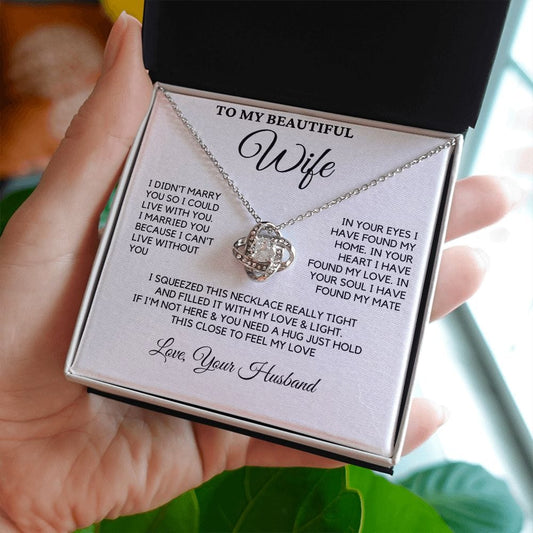 TO MY BEAUTIFUL
Wife
I DIDN'T MARRY
YOU SO I COULD
LIVE WITH YOU.
I MARRIED YOU
BECAUSE I CAN'T
LIVE WITHOUT
YOU
IN YOUR EYES I
HAVE FOUND MY
HOME. IN YOUR
HEART I HAVE
FOUND MY LOVE. IN
YOUR SOUL I HAVE
FOUND MY MATE
I SQUEEZED THIS NECKLACE REALLY TIGHT
AND FILLED IT WITH MY LOVE & LIGHT.
IF I'M NOT HERE & YOU NEED A HUG JUST HOLD
THIS CLOSE TO FEEL MY LOVE
Love, Your Husband